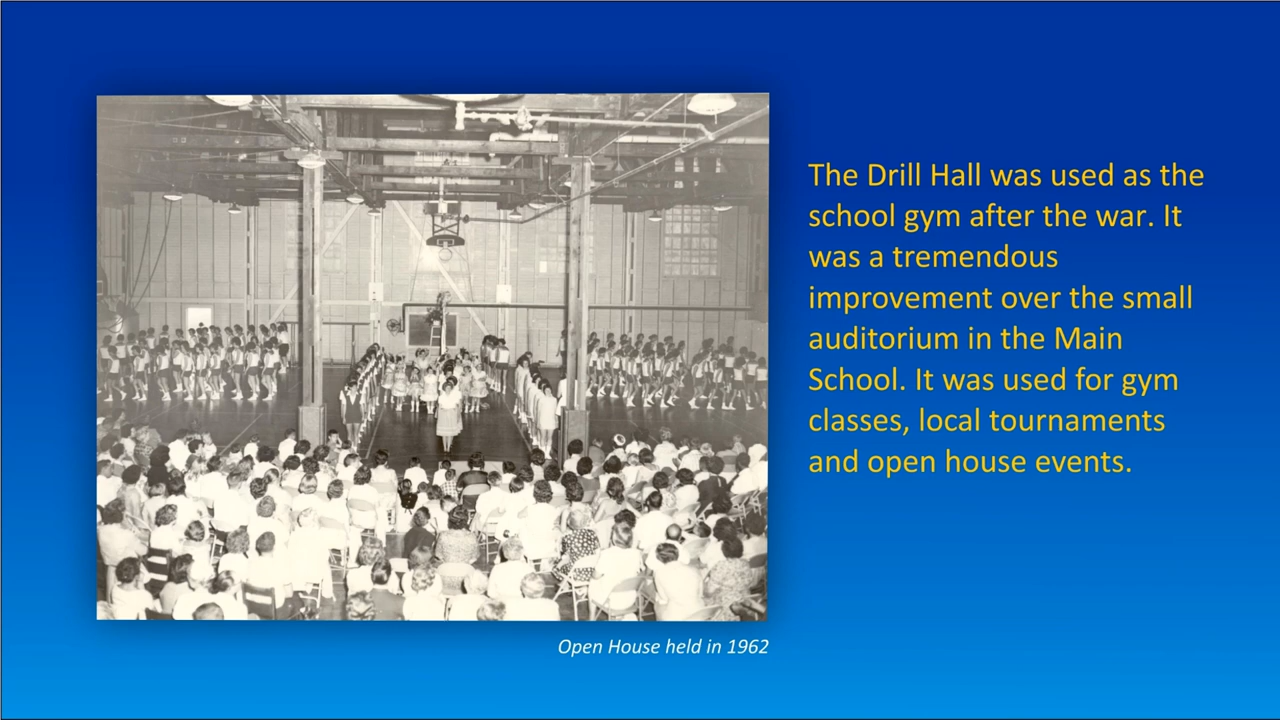 The Drill Hall was used as the
school gym after the war. It
was a tremendous
improvement over the small
auditorium in the Main
School. It was used for gym
classes, local tournaments
and open house events.
Open House held in 1962